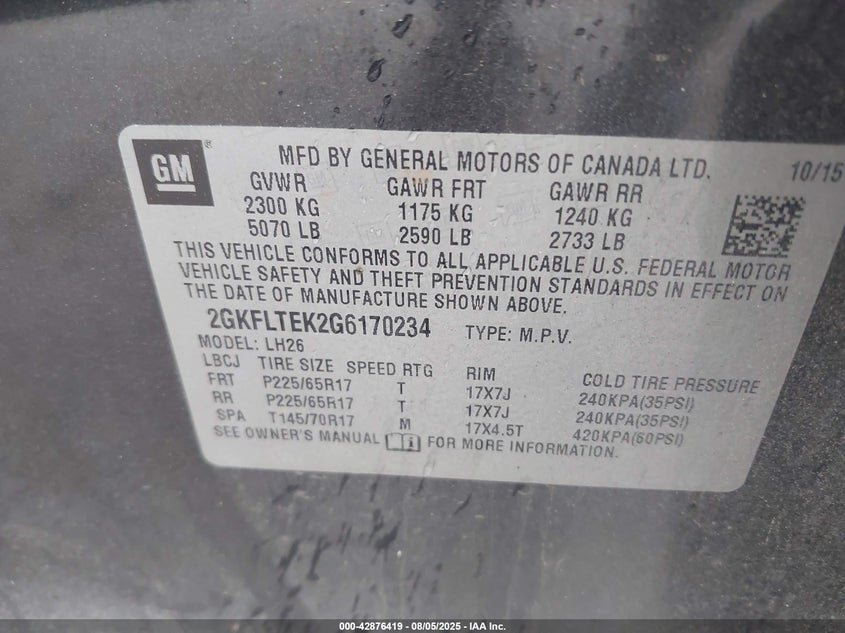 GM ®
MFD BY GENERAL MOTORS OF CANADA LTD. 10/15
GVWR GAWR FRT GAWR RR
2300 KG 1175 KG 1240 KG
5070 LB 2590 LB 2733 LB
THIS VEHICLE CONFORMS TO ALL APPLICABLE U.S. FEDERAL MOTOR
VEHICLE SAFETY AND THEFT PREVENTION STANDARDS IN EFFECT ON
THE DATE OF MANUFACTURE SHOWN ABOVE.
2GKFLTEK2G6170234 TYPE: M.P.V.
MODEL: LH26
LBCJ TIRE SIZE SPEED RTG RIM COLD TIRE PRESSURE
FRT P225/65R17 T 17X7J 240KPA(35PSI)
RR P225/65R17 T 17X7J 240KPA(35PSI)
SPA T145/70R17 M 17X4.5T 420KPA(60PSI)
SEE OWNER'S MANUAL FOR MORE INFORMATION.
000-42876419 - 08/05/2025 - IAA Inc.